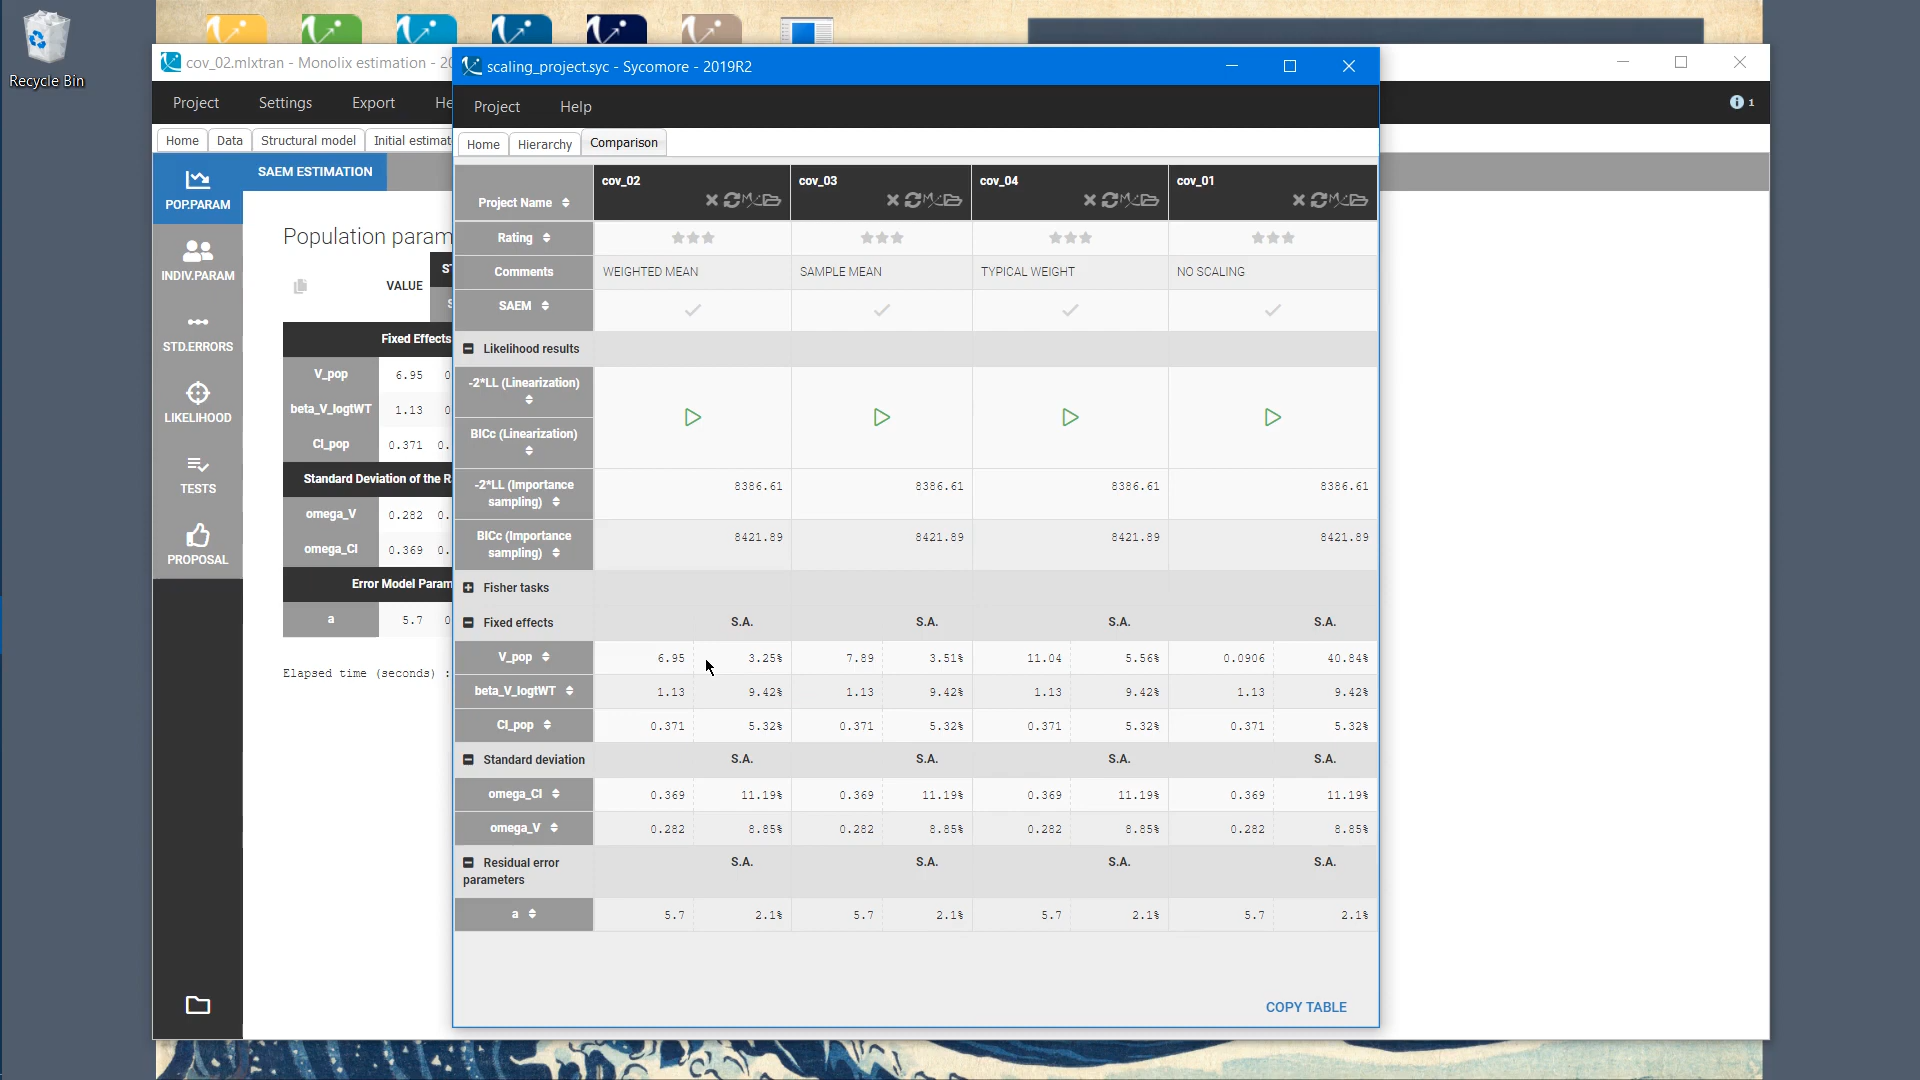 Recycle Bin
cov_02.mlxtran - Monolix estimation - 20
Project Settings Export He
1
Home Data Structural model Initial estimat
POP.PARAM
INDIV.PARAM
STD.ERRORS
LIKELIHOOD
TESTS
PROPOSAL
SAEM ESTIMATION
Population param
VALUE
Fixed Effects
V_pop 6.95 0
beta_V_logtWT 1.13 0
Cl_pop 0.371 0.
Standard Deviation of the R
omega_V 0.282 0.
omega_Cl 0.369 0.
Error Model Param
a 5.7 0
Elapsed time (seconds) :
scaling_project.syc - Sycomore - 2019R2
Project Help
Home Hierarchy Comparison
Project Name cov_02 cov_03 cov_04 cov_01
Rating
Comments WEIGHTED MEAN SAMPLE MEAN TYPICAL WEIGHT NO SCALING
SAEM
Likelihood results
-2*LL (Linearization)
BICc (Linearization)
-2*LL (Importance sampling) 8386.61 8386.61 8386.61 8386.61
BICc (Importance sampling) 8421.89 8421.89 8421.89 8421.89
Fisher tasks
Fixed effects S.A. S.A. S.A. S.A.
V_pop 6.95 3.25% 7.89 3.51% 11.04 5.56% 0.0906 40.84%
beta_V_logtWT 1.13 9.42% 1.13 9.42% 1.13 9.42% 1.13 9.42%
Cl_pop 0.371 5.32% 0.371 5.32% 0.371 5.32% 0.371 5.32%
Standard deviation S.A. S.A. S.A. S.A.
omega_Cl 0.369 11.19% 0.369 11.19% 0.369 11.19% 0.369 11.19%
omega_V 0.282 8.85% 0.282 8.85% 0.282 8.85% 0.282 8.85%
Residual error parameters S.A. S.A. S.A. S.A.
a 5.7 2.1% 5.7 2.1% 5.7 2.1% 5.7 2.1%
COPY TABLE